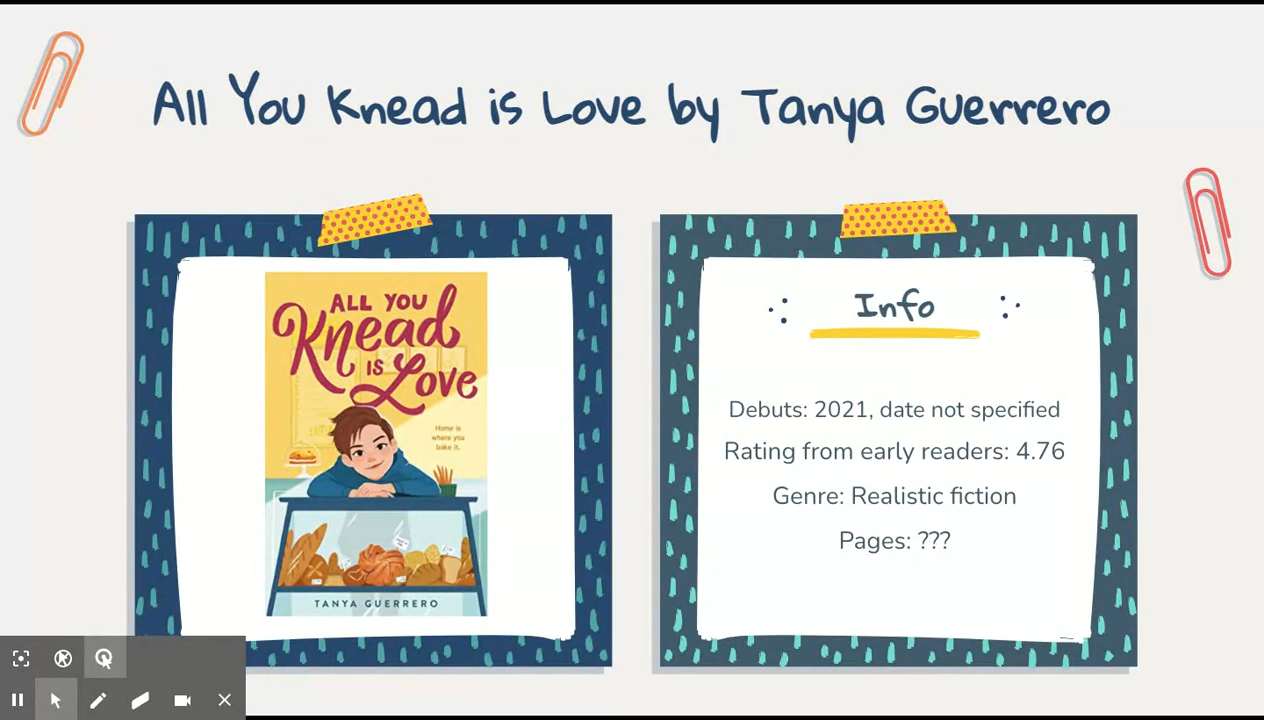 All You Knead is Love by Tanya Guerrero
ALL YOU
Knead
IS
Love
Home is
where you
bake it.
TANYA GUERRERO
Info
Debuts: 2021, date not specified
Rating from early readers: 4.76
Genre: Realistic fiction
Pages: ???